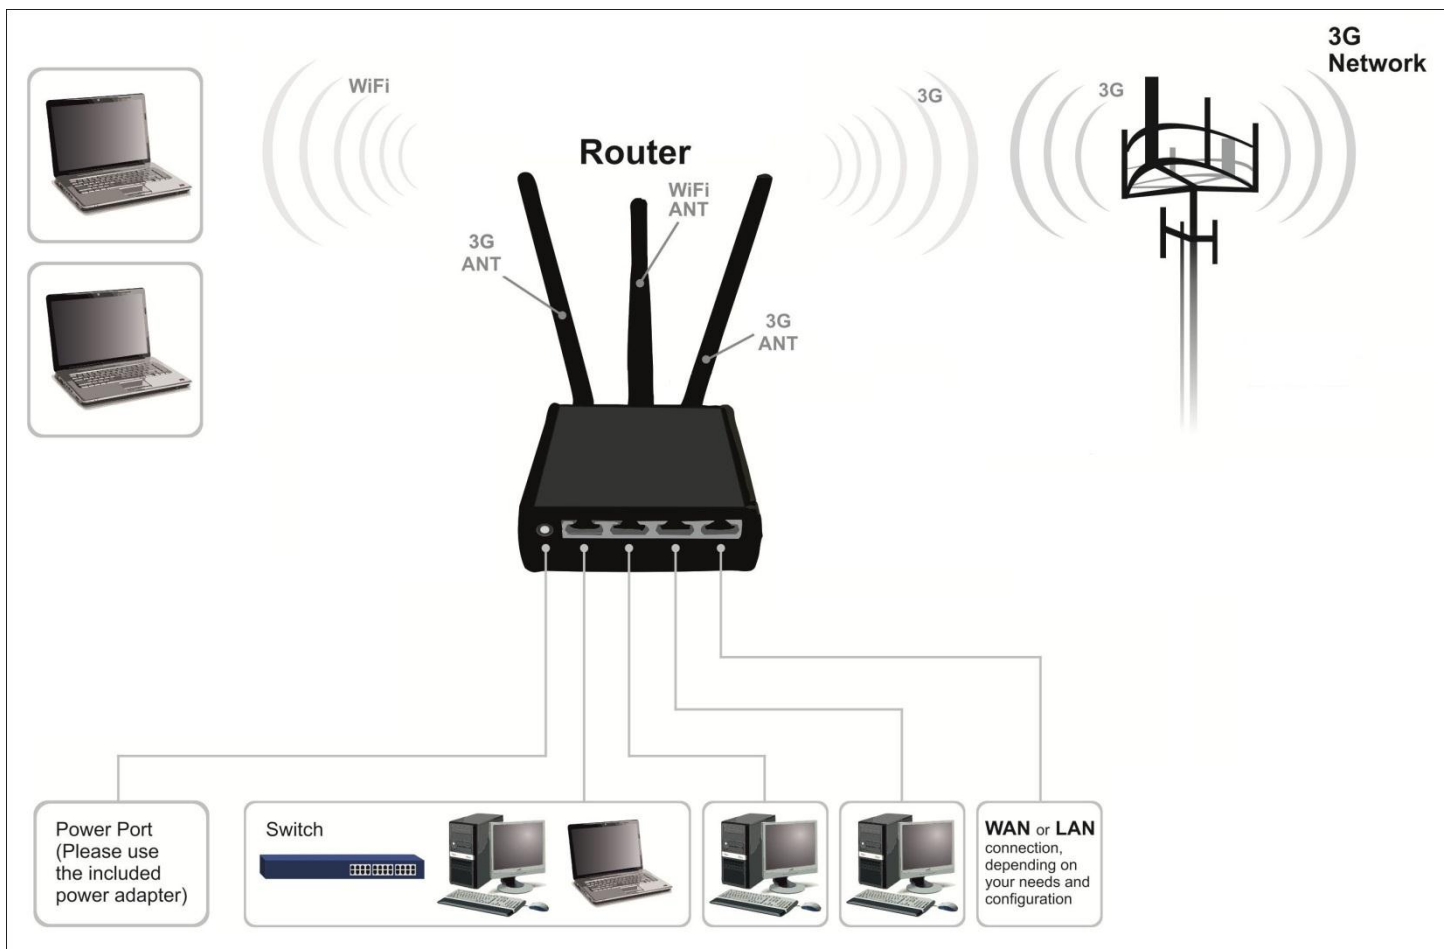 3G
Network
WiFi
3G
3G
Router
WiFi
ANT
3G
ANT
3G
ANT
Power Port
(Please use
the included
power adapter)
Switch
WAN or LAN
connection,
depending on
your needs and
configuration